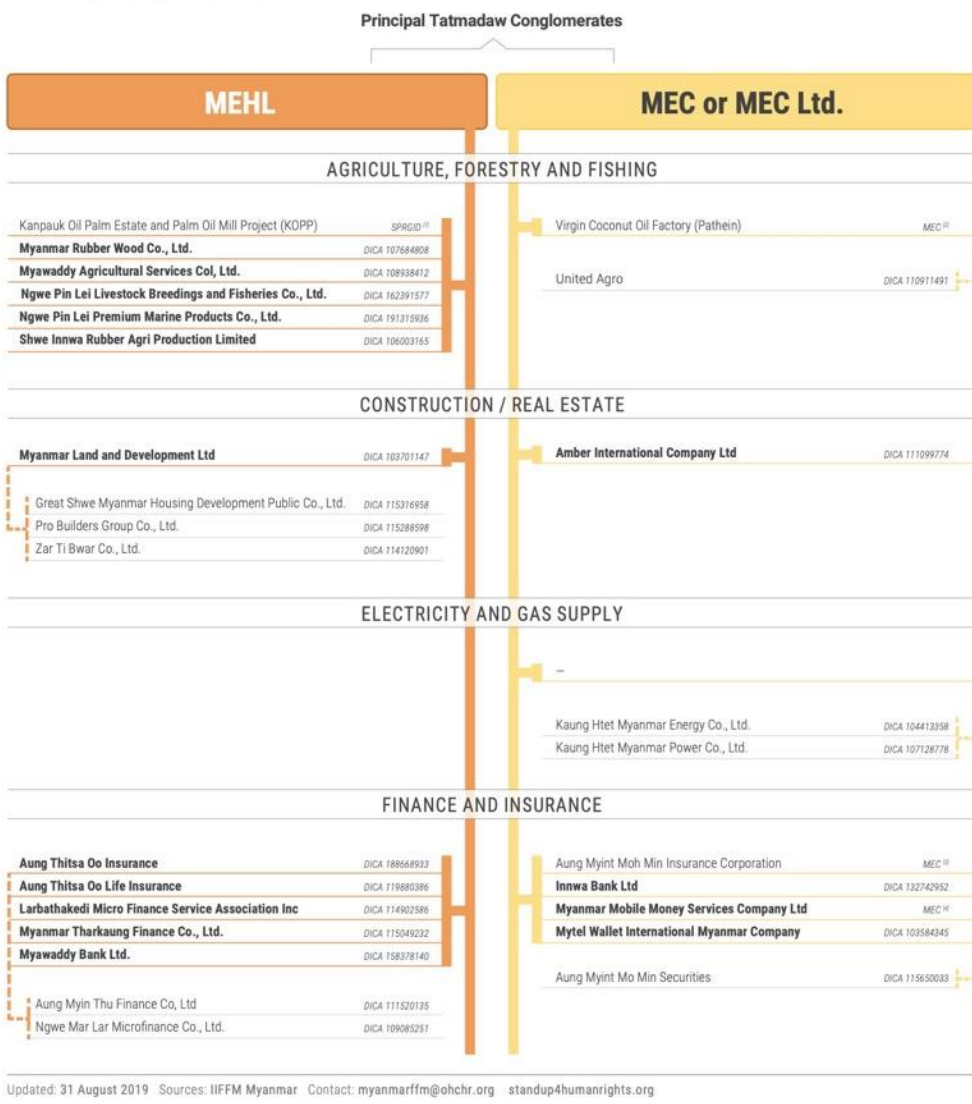 Principal Tatmadaw Conglomerates
MEHL
MEC or MEC Ltd.
AGRICULTURE, FORESTRY AND FISHING
Kanpauk Oil Palm Estate and Palm Oil Mill Project (KOPP) SPRGID
Myanmar Rubber Wood Co., Ltd. DICA 107684808
Myawaddy Agricultural Services Col, Ltd. DICA 108938412
Ngwe Pin Lei Livestock Breedings and Fisheries Co., Ltd. DICA 162391577
Ngwe Pin Lei Premium Marine Products Co., Ltd. DICA 191315936
Shwe Innwa Rubber Agri Production Limited DICA 106003165
Virgin Coconut Oil Factory (Pathein) MEC
United Agro DICA 110911491
CONSTRUCTION / REAL ESTATE
Myanmar Land and Development Ltd DICA 103701147
Great Shwe Myanmar Housing Development Public Co., Ltd. DICA 115316958
Pro Builders Group Co., Ltd. DICA 115288598
Zar Ti Bwar Co., Ltd. DICA 114120901
Amber International Company Ltd DICA 111099774
ELECTRICITY AND GAS SUPPLY
–
Kaung Htet Myanmar Energy Co., Ltd. DICA 104413358
Kaung Htet Myanmar Power Co., Ltd. DICA 107128778
FINANCE AND INSURANCE
Aung Thitsa Oo Insurance DICA 188668933
Aung Thitsa Oo Life Insurance DICA 119880386
Larbathakedi Micro Finance Service Association Inc DICA 114902586
Myanmar Tharkaung Finance Co., Ltd. DICA 115049232
Myawaddy Bank Ltd. DICA 158378140
Aung Myin Thu Finance Co, Ltd DICA 111520135
Ngwe Mar Lar Microfinance Co., Ltd. DICA 109085251
Aung Myint Moh Min Insurance Corporation MEC
Innwa Bank Ltd DICA 132742952
Myanmar Mobile Money Services Company Ltd MEC
Mytel Wallet International Myanmar Company DICA 103584345
Aung Myint Mo Min Securities DICA 115650033
Updated: 31 August 2019 Sources: IIFFM Myanmar Contact: myanmarffm@ohchr.org standup4humanrights.org